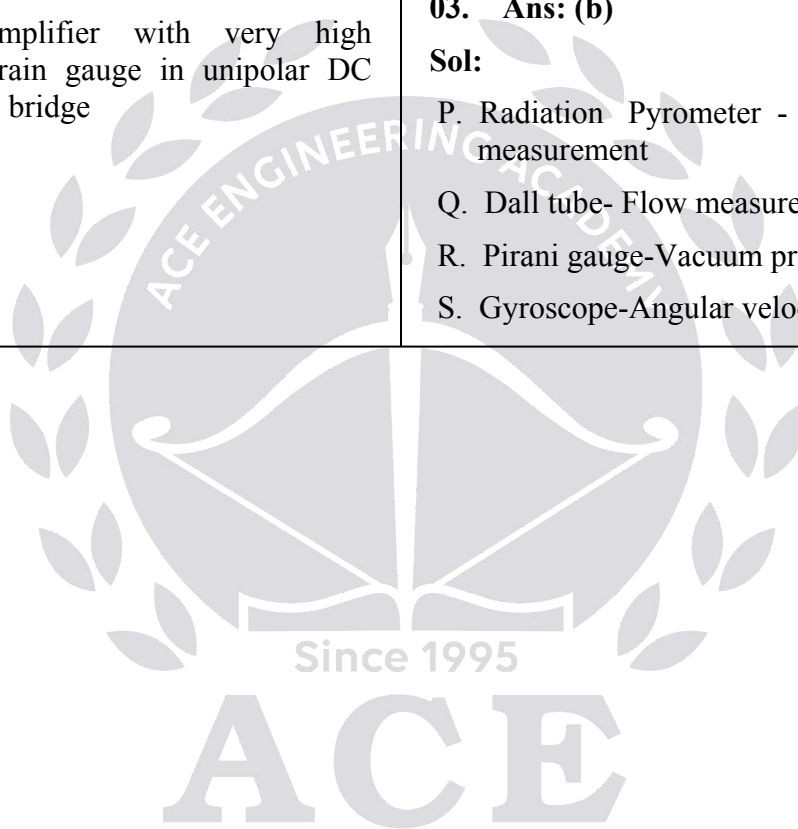 mplifier with very high
rain gauge in unipolar DC
bridge
03. Ans: (b)
Sol:
P. Radiation Pyrometer -
measurement
Q. Dall tube- Flow measure
R. Pirani gauge-Vacuum pr
S. Gyroscope-Angular velo
ACE ENGINEERING ACADEMY
Since 1995
ACE